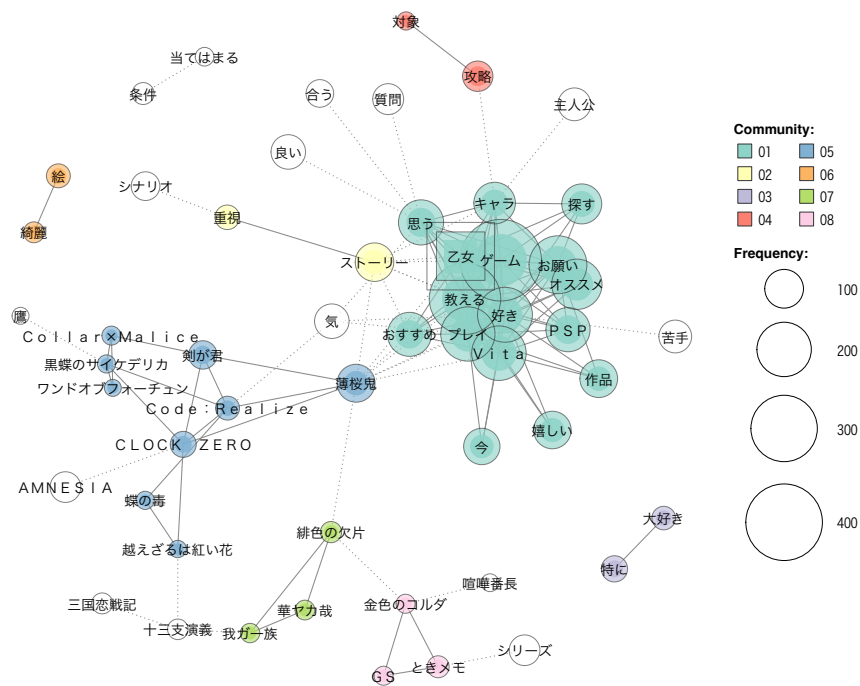 対象
当てはまる
攻略
条件
合う
質問
主人公
Community:
01
05
02
06
03
07
04
08
良い
絵
シナリオ
キャラ
探す
重視
思う
綺麗
Frequency:
ストーリー
乙女
ゲーム
お願い
オススメ
100
教える
鷹
気
好き
Collar×Malice
おすすめ
プレイ
PSP
苦手
200
剣が君
Vita
黒蝶のサイケデリカ
薄桜鬼
作品
ワンドオブフォーチュン
Code:Realize
300
嬉しい
CLOCK ZERO
今
AMNESIA
蝶の毒
大好き
400
緋色の欠片
越えざるは紅い花
特に
喧嘩番長
三国恋戦記
華ヤカ哉
金色のコルダ
十三支演義
我ガ一族
シリーズ
ときメモ
GS